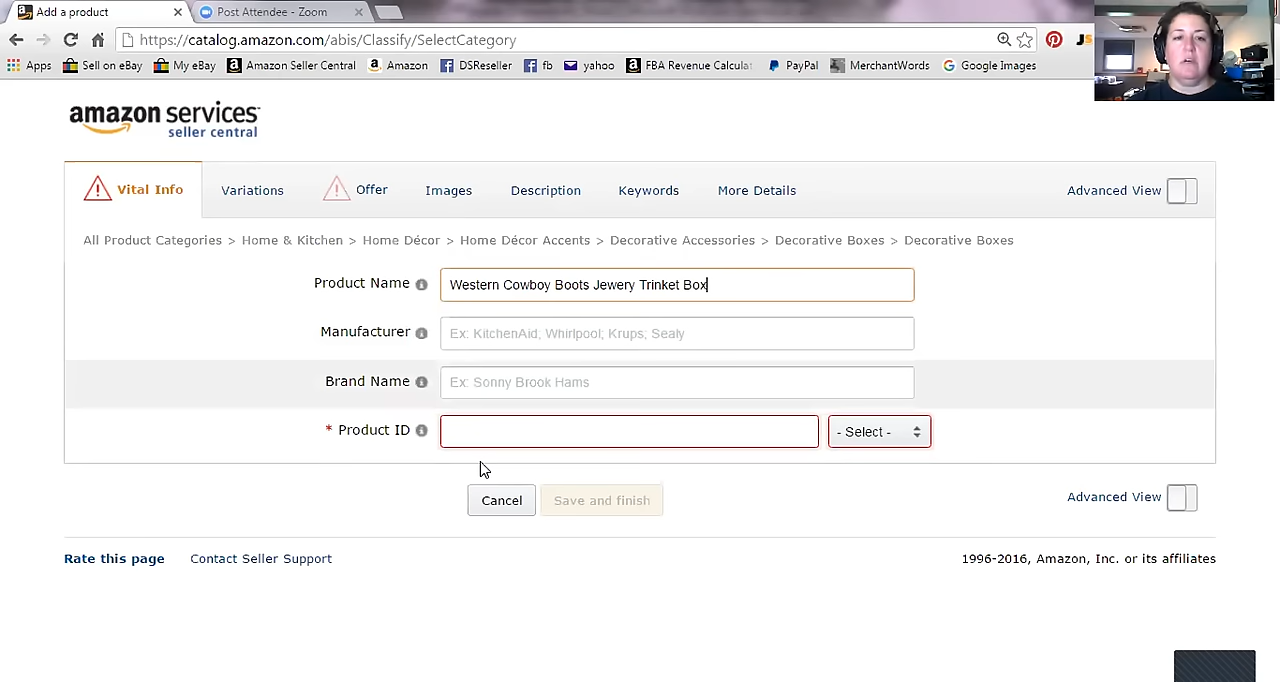 Add a product
Post Attendee - Zoom
https://catalog.amazon.com/abis/Classify/SelectCategory
Apps Sell on eBay My eBay Amazon Seller Central Amazon DSReseller fb yahoo FBA Revenue Calculat PayPal MerchantWords Google Images
amazon services
seller central
Vital Info Variations Offer Images Description Keywords More Details Advanced View
All Product Categories > Home & Kitchen > Home Décor > Home Décor Accents > Decorative Accessories > Decorative Boxes > Decorative Boxes
Product Name Western Cowboy Boots Jewery Trinket Box
Manufacturer Ex: KitchenAid; Whirlpool; Krups; Sealy
Brand Name Ex: Sonny Brook Hams
* Product ID - Select -
Cancel Save and finish Advanced View
Rate this page Contact Seller Support 1996-2016, Amazon, Inc. or its affiliates